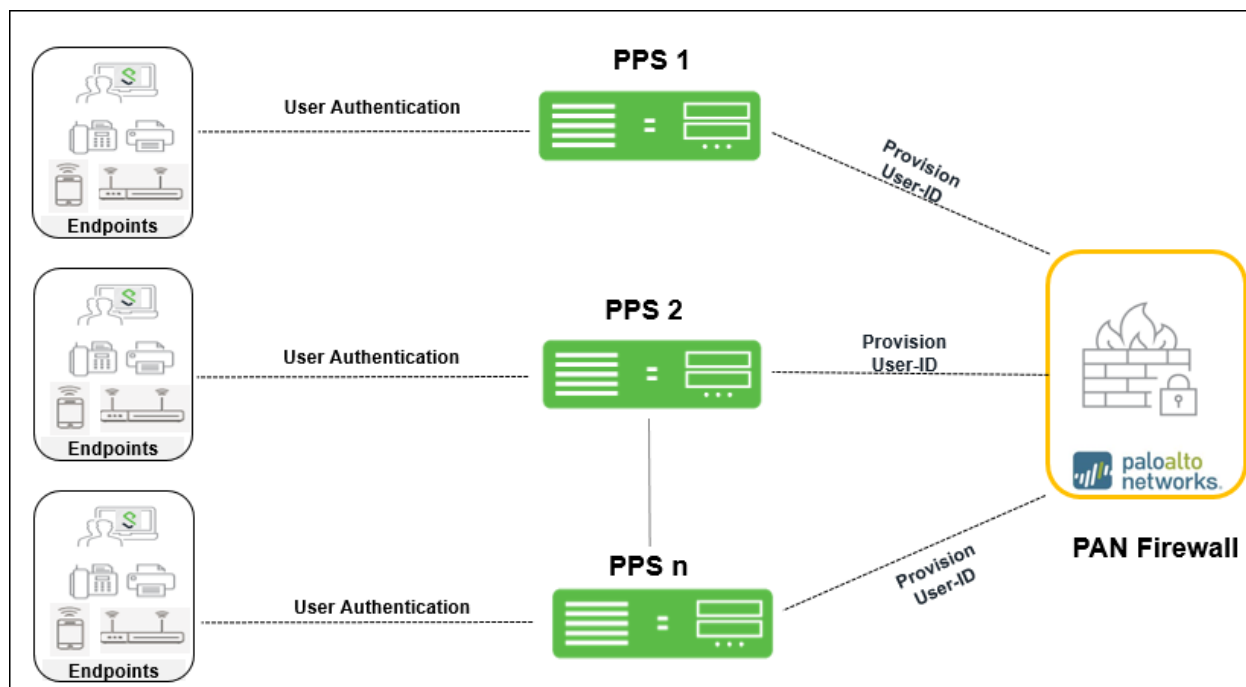 PPS 1
User Authentication
Endpoints
Provision
User-ID
PPS 2
User Authentication
Endpoints
Provision
User-ID
paloalto
networks®
PAN Firewall
PPS n
User Authentication
Endpoints
Provision
User-ID